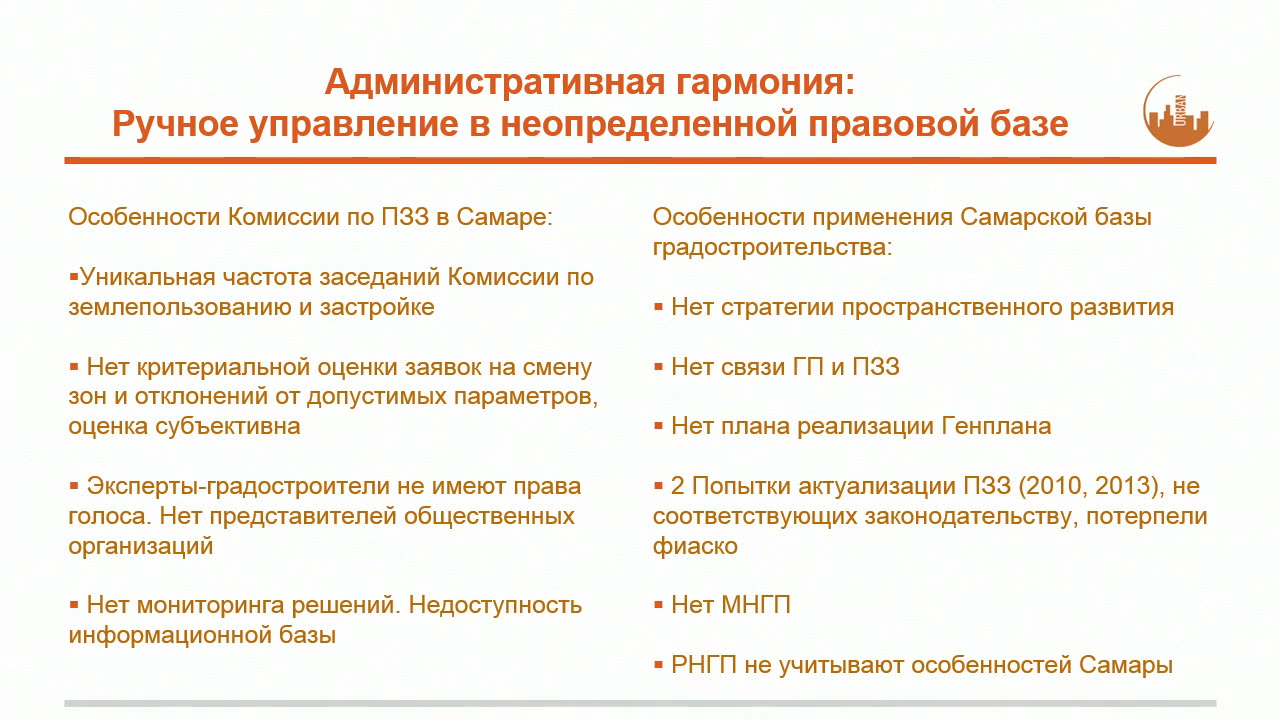 Административная гармония:
Ручное управление в неопределенной правовой базе
URBAN
Особенности Комиссии по ПЗЗ в Самаре:
▪Уникальная частота заседаний Комиссии по
землепользованию и застройке
▪ Нет критериальной оценки заявок на смену
зон и отклонений от допустимых параметров,
оценка субъективна
▪ Эксперты-градостроители не имеют права
голоса. Нет представителей общественных
организаций
▪ Нет мониторинга решений. Недоступность
информационной базы
Особенности применения Самарской базы
градостроительства:
▪ Нет стратегии пространственного развития
▪ Нет связи ГП и ПЗЗ
▪ Нет плана реализации Генплана
▪ 2 Попытки актуализации ПЗЗ (2010, 2013), не
соответствующих законодательству, потерпели
фиаско
▪ Нет МНГП
▪ РНГП не учитывают особенностей Самары